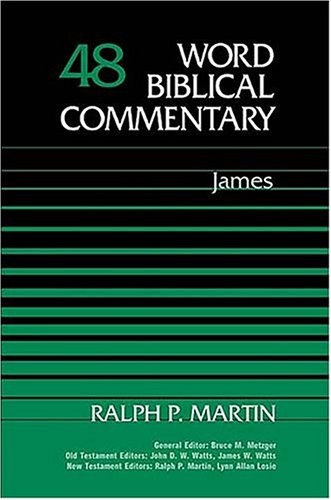 48 WORD
BIBLICAL
COMMENTARY
James
RALPH P. MARTIN
General Editor: Bruce M. Metzger
Old Testament Editors: John D. W. Watts, James W. Watts
New Testament Editors: Ralph P. Martin, Lynn Allan Losie